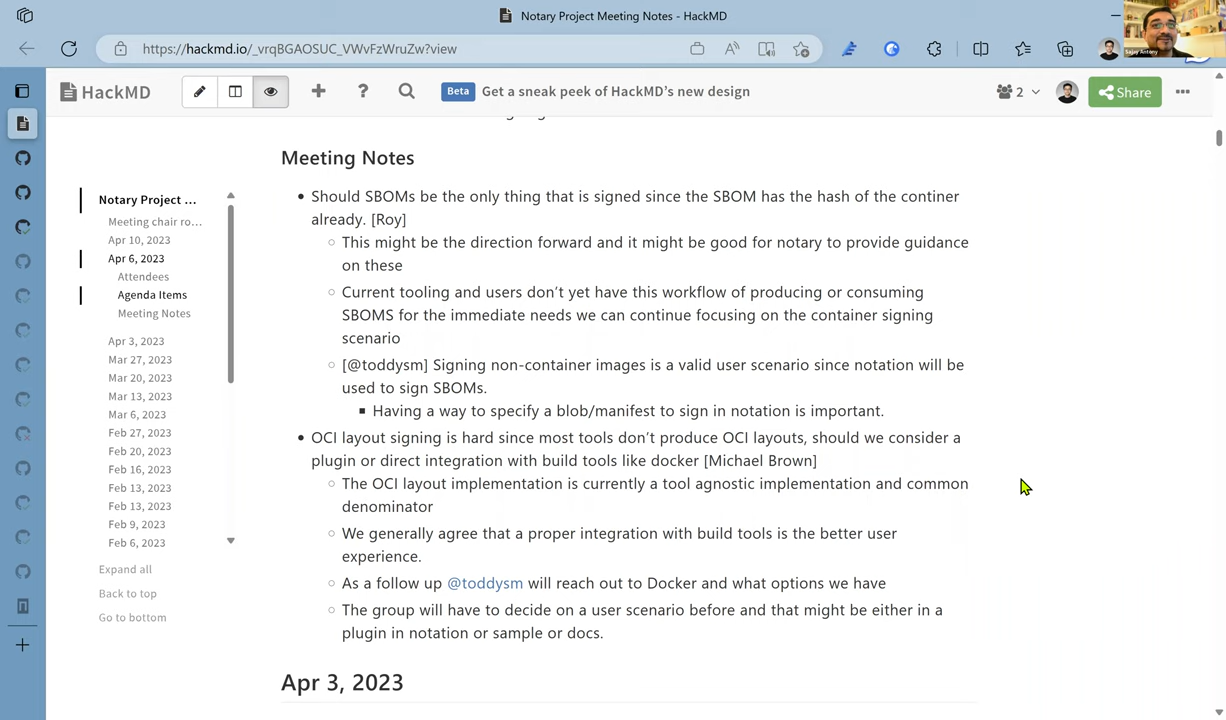 Notary Project Meeting Notes - HackMD
https://hackmd.io/_vrqBGAOSUC_VWvFzWruZw?view
Sajay Antony
HackMD
Beta
Get a sneak peek of HackMD's new design
2
Share
Notary Project ...
Meeting chair ro...
Apr 10, 2023
Apr 6, 2023
Attendees
Agenda Items
Meeting Notes
Apr 3, 2023
Mar 27, 2023
Mar 20, 2023
Mar 13, 2023
Mar 6, 2023
Feb 27, 2023
Feb 20, 2023
Feb 16, 2023
Feb 13, 2023
Feb 13, 2023
Feb 9, 2023
Feb 6, 2023
Expand all
Back to top
Go to bottom
Meeting Notes
Should SBOMs be the only thing that is signed since the SBOM has the hash of the continer
already. [Roy]
This might be the direction forward and it might be good for notary to provide guidance
on these
Current tooling and users don't yet have this workflow of producing or consuming
SBOMS for the immediate needs we can continue focusing on the container signing
scenario
[@toddysm] Signing non-container images is a valid user scenario since notation will be
used to sign SBOMs.
Having a way to specify a blob/manifest to sign in notation is important.
OCI layout signing is hard since most tools don't produce OCI layouts, should we consider a
plugin or direct integration with build tools like docker [Michael Brown]
The OCI layout implementation is currently a tool agnostic implementation and common
denominator
We generally agree that a proper integration with build tools is the better user
experience.
As a follow up @toddysm will reach out to Docker and what options we have
The group will have to decide on a user scenario before and that might be either in a
plugin in notation or sample or docs.
Apr 3, 2023